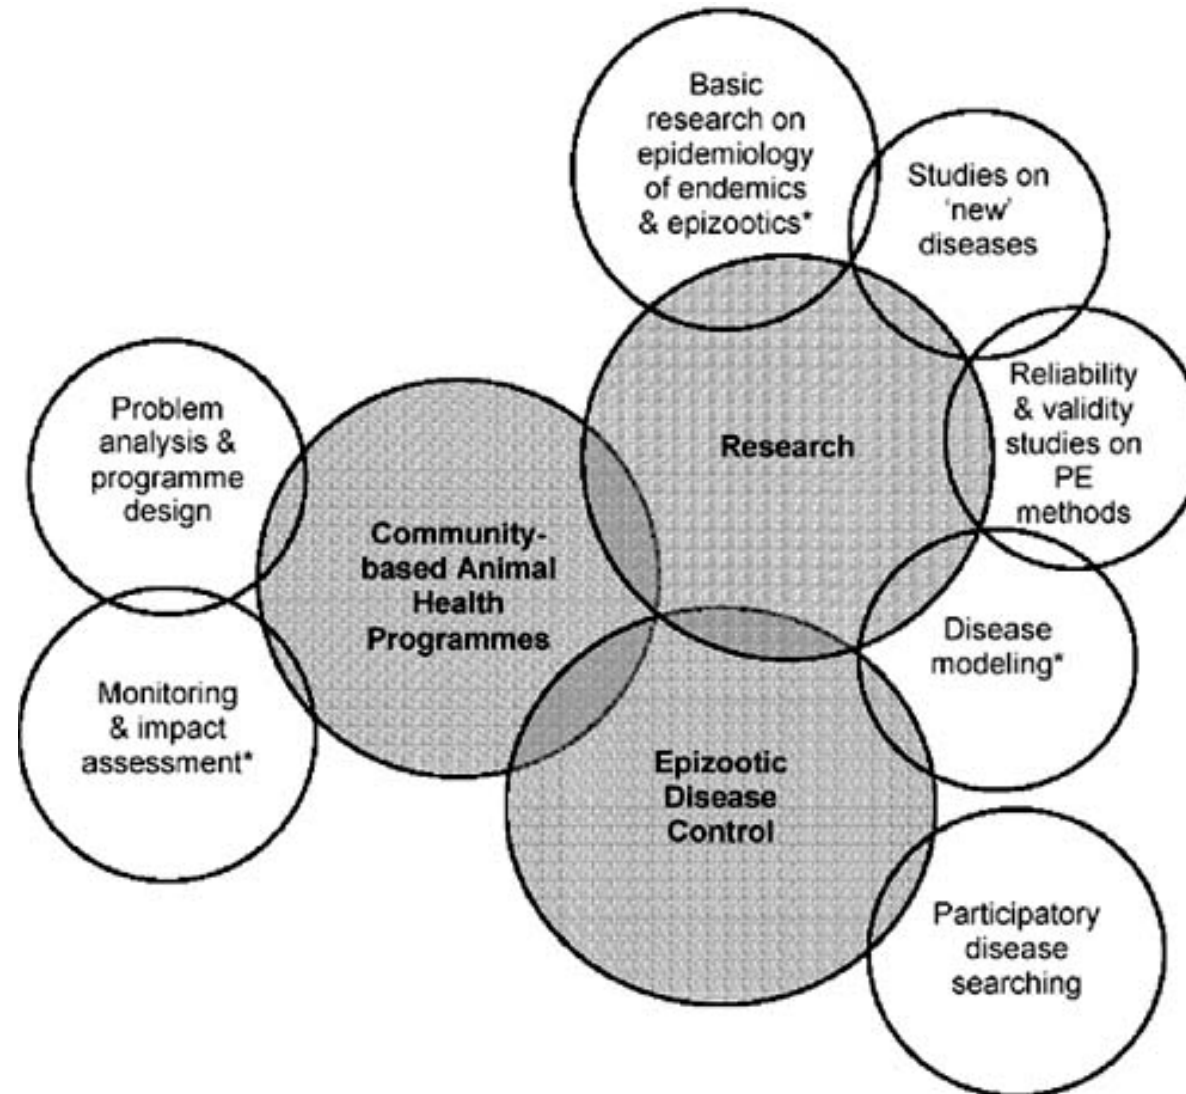 Basic
research on
epidemiology
of endemics
& epizootics*
Studies on
‘new’
diseases
Reliability
& validity
studies on
PE
methods
Research
Problem
analysis &
programme
design
Community-
based Animal
Health
Programmes
Disease
modeling*
Monitoring
& impact
assessment*
Epizootic
Disease
Control
Participatory
disease
searching